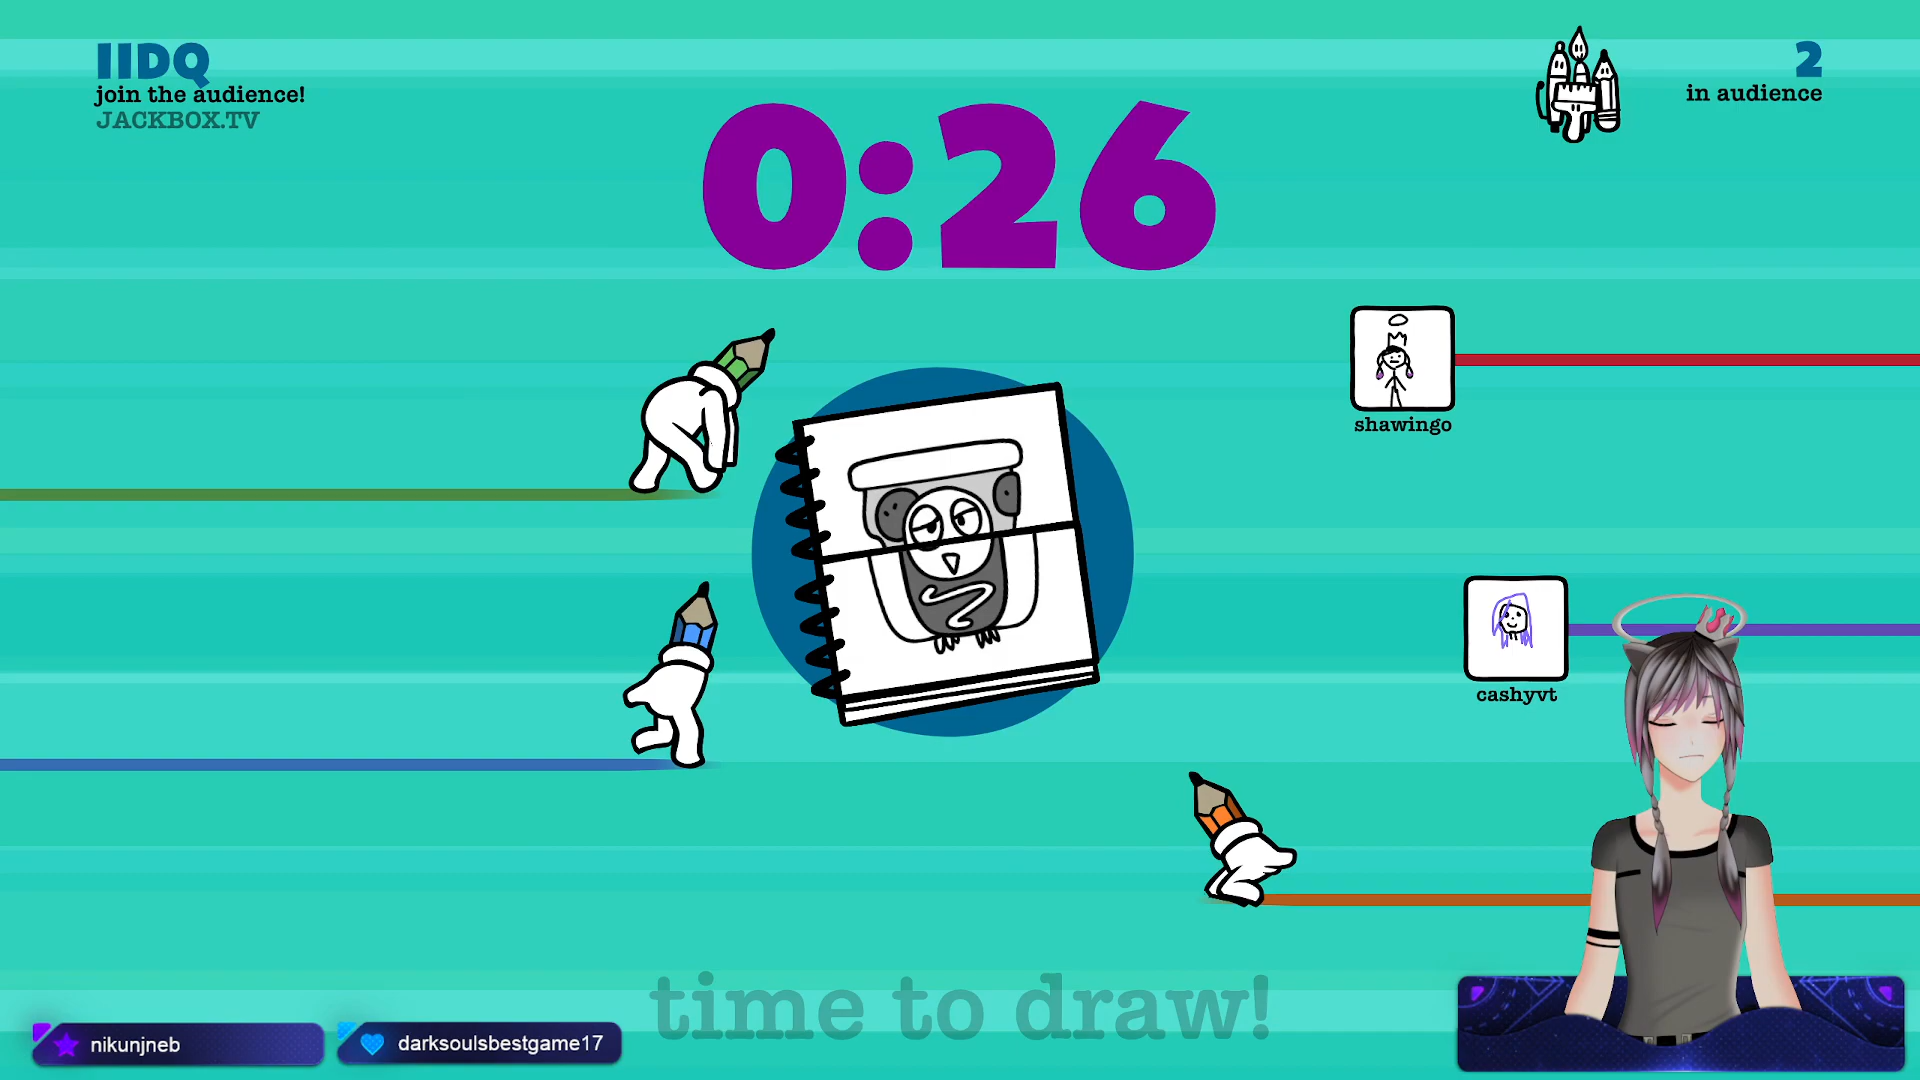 IIDQ
join the audience!
JACKBOX.TV
2
in audience
0:26
shawingo
cashyvt
time to draw!
nikunjneb
darksoulsbestgame17